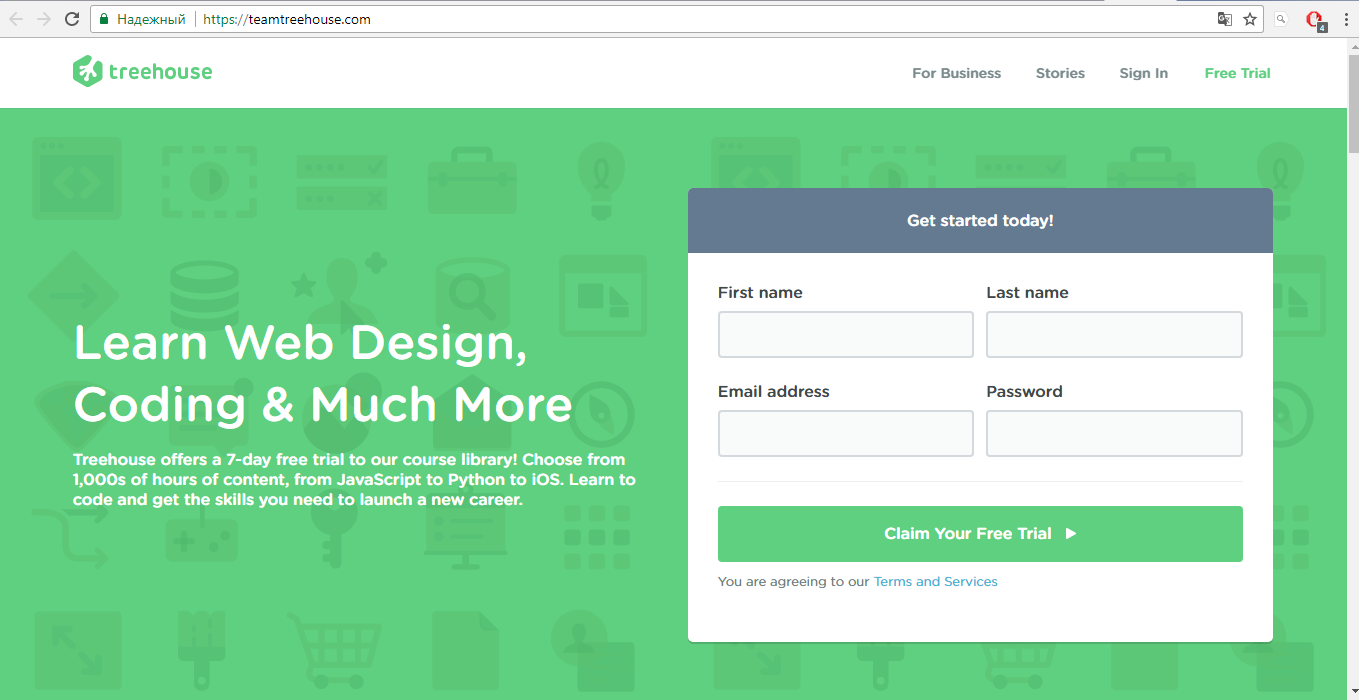 Надежный https://teamtreehouse.com
4
treehouse
For Business Stories Sign In Free Trial
Learn Web Design,
Coding & Much More
Treehouse offers a 7-day free trial to our course library! Choose from
1,000s of hours of content, from JavaScript to Python to iOS. Learn to
code and get the skills you need to launch a new career.
Get started today!
First name Last name
Email address Password
Claim Your Free Trial
You are agreeing to our Terms and Services